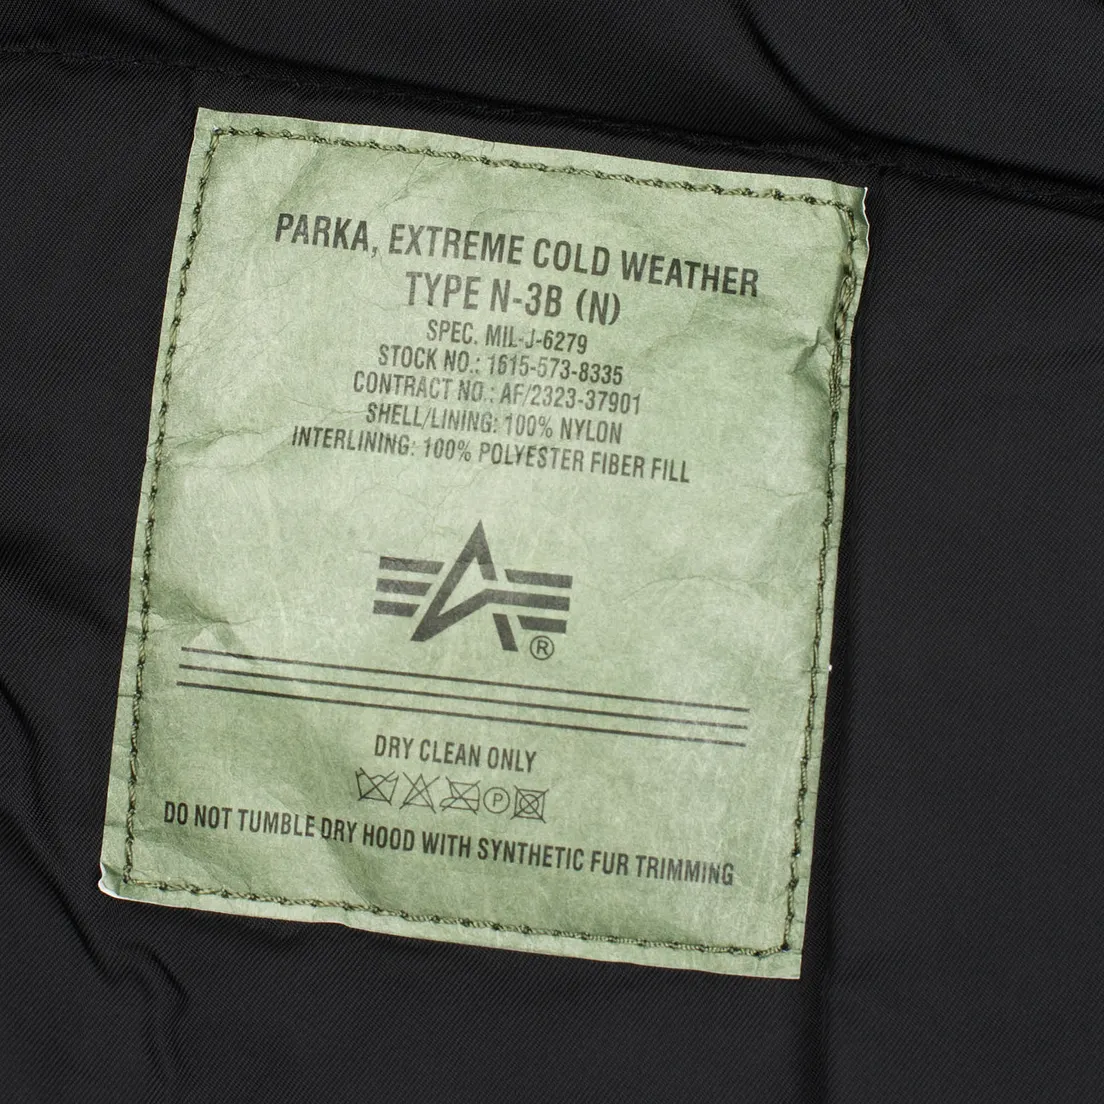 PARKA, EXTREME COLD WEATHER
TYPE N-3B (N)
SPEC. MIL-J-6279
STOCK NO.: 1615-573-8335
CONTRACT NO.: AF/2323-37901
SHELL/LINING: 100% NYLON
INTERLINING: 100% POLYESTER FIBER FILL
®
DRY CLEAN ONLY
P
DO NOT TUMBLE DRY HOOD WITH SYNTHETIC FUR TRIMMING